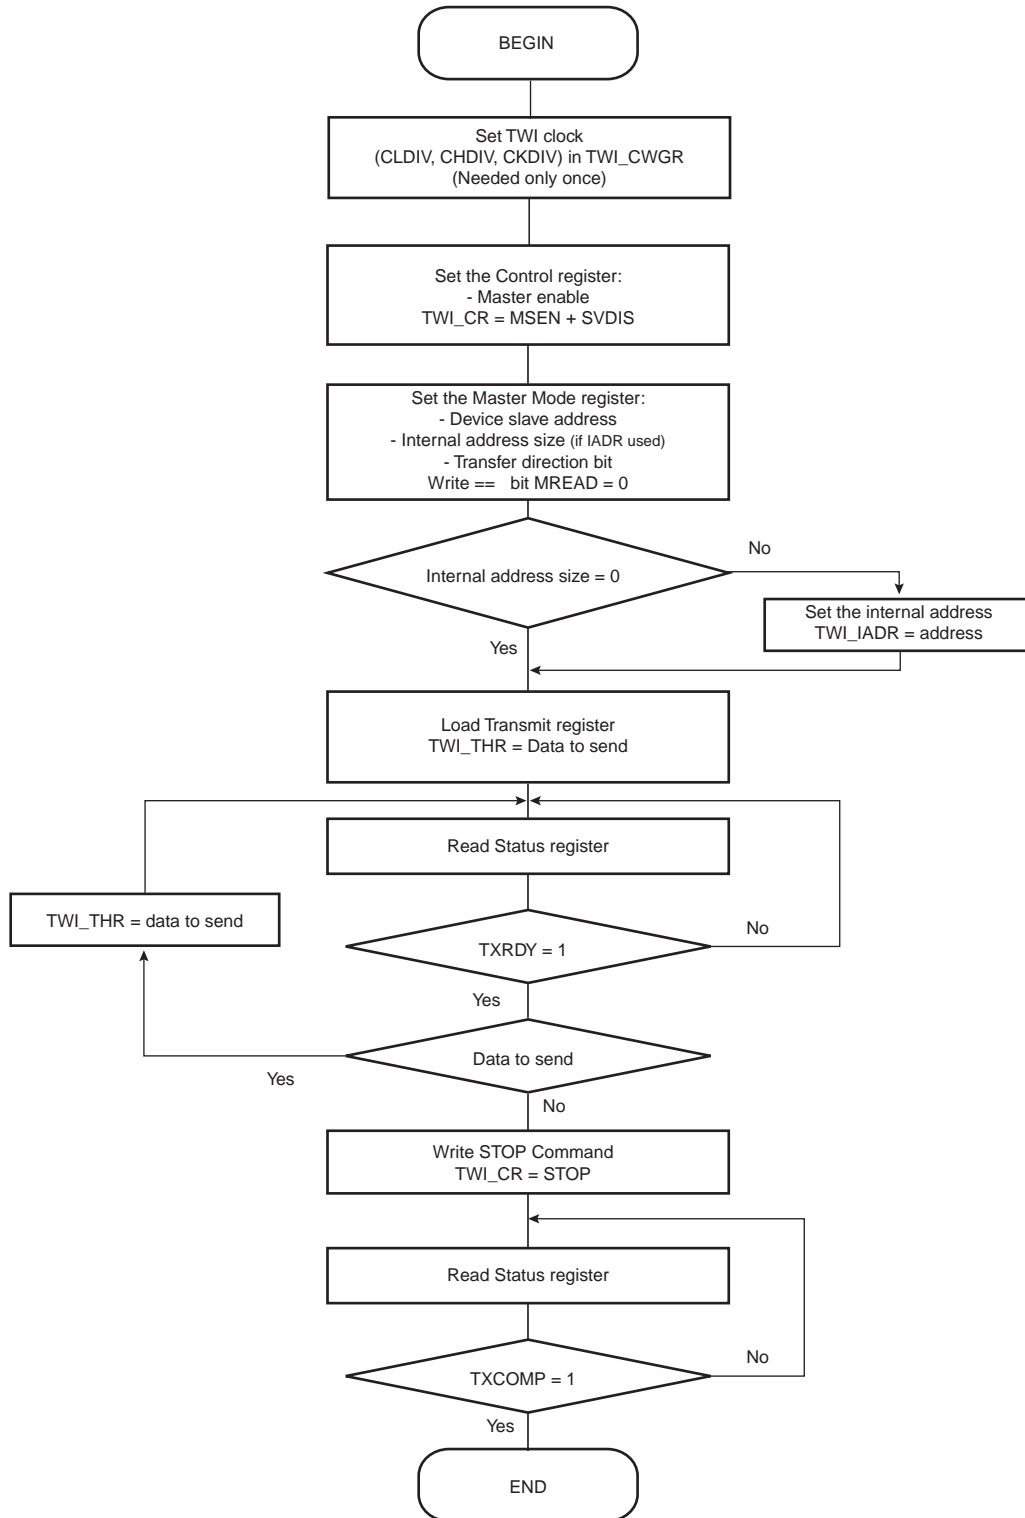 BEGIN
Set TWI clock
(CLDIV, CHDIV, CKDIV) in TWI_CWGR
(Needed only once)
Set the Control register:
- Master enable
TWI_CR = MSEN + SVDIS
Set the Master Mode register:
- Device slave address
- Internal address size (if IADR used)
- Transfer direction bit
Write == bit MREAD = 0
No
Internal address size = 0
Set the internal address
TWI_IADR = address
Yes
Load Transmit register
TWI_THR = Data to send
Read Status register
TWI_THR = data to send
No
TXRDY = 1
Yes
Data to send
Yes
No
Write STOP Command
TWI_CR = STOP
Read Status register
No
TXCOMP = 1
Yes
END